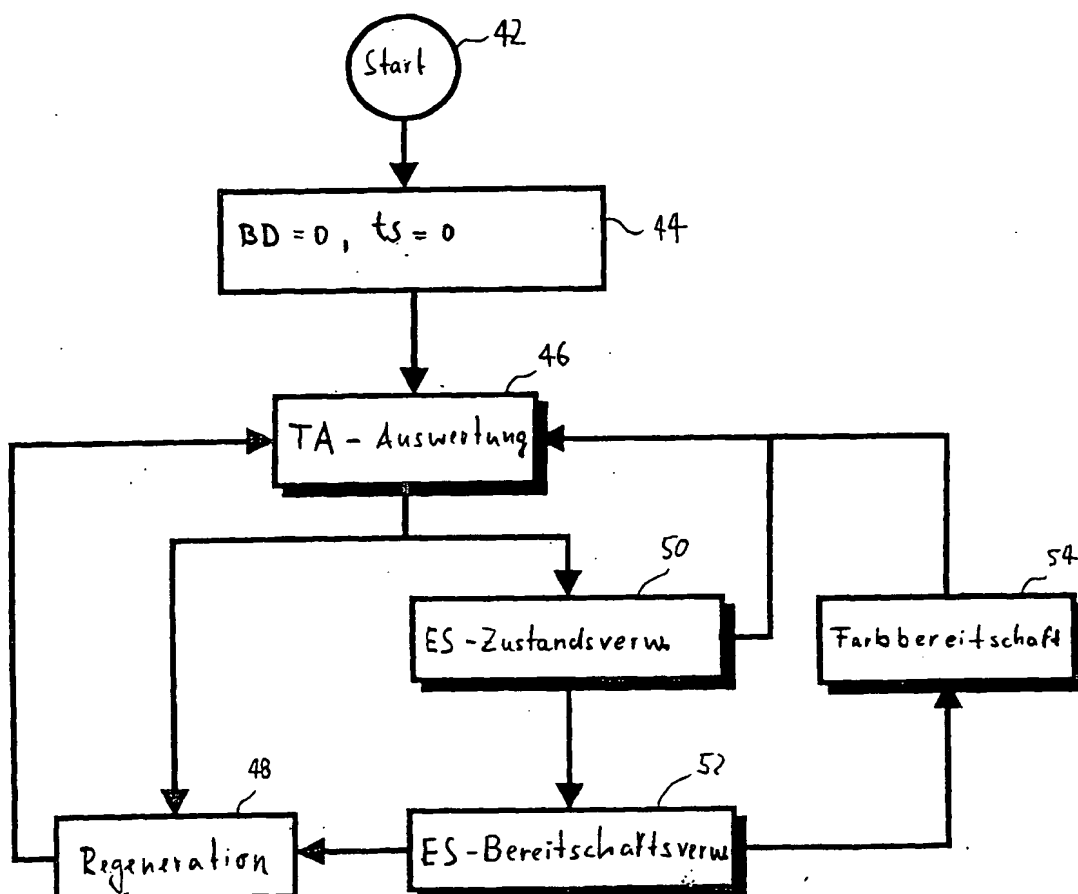 42
Start
BD = 0, ts = 0
44
46
TA - Auswertung
50
54
ES - Zustandsverw.
Farbbereitschaft
48
52
Regeneration
ES - Bereitschaftsverw.